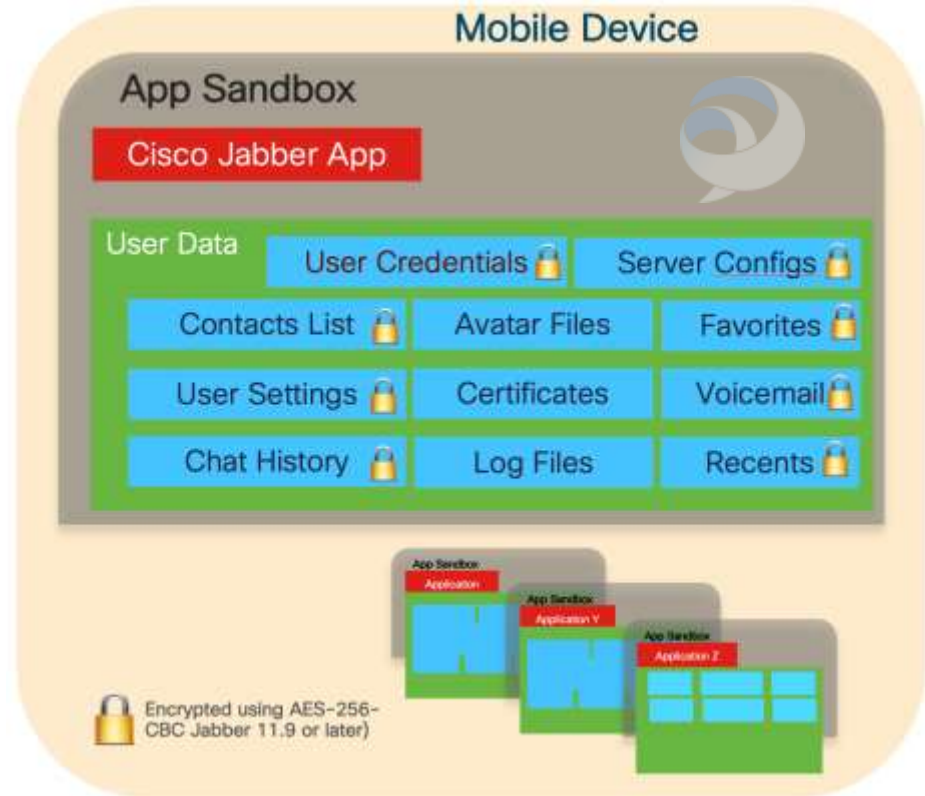 Mobile Device
App Sandbox
Cisco Jabber App
User Data
User Credentials
Server Configs
Contacts List
Avatar Files
Favorites
User Settings
Certificates
Voicemail
Chat History
Log Files
Recents
App Sandbox
Application
App Sandbox
Application Y
App Sandbox
Application Z
Encrypted using AES-256-
CBC Jabber 11.9 or later)